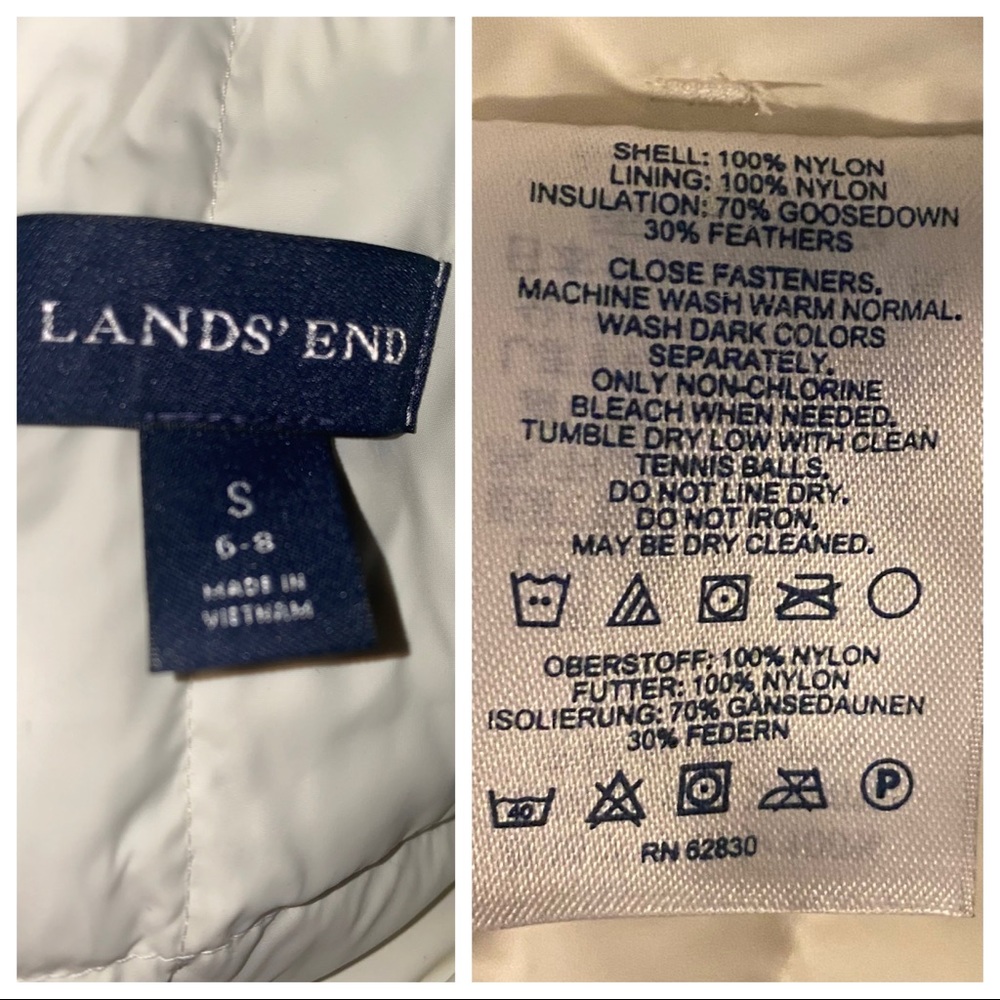 LANDS' END
S
6-8
MADE IN
VIETNAM
SHELL: 100% NYLON
LINING: 100% NYLON
INSULATION: 70% GOOSEDOWN
30% FEATHERS
CLOSE FASTENERS.
MACHINE WASH WARM NORMAL.
WASH DARK COLORS
SEPARATELY.
ONLY NON-CHLORINE
BLEACH WHEN NEEDED.
TUMBLE DRY LOW WITH CLEAN
TENNIS BALLS.
DO NOT LINE DRY.
DO NOT IRON.
MAY BE DRY CLEANED.
OBERSTOFF: 100% NYLON
FUTTER: 100% NYLON
ISOLIERUNG: 70% GÄNSEDAUNEN
30% FEDERN
40 P
RN 62830